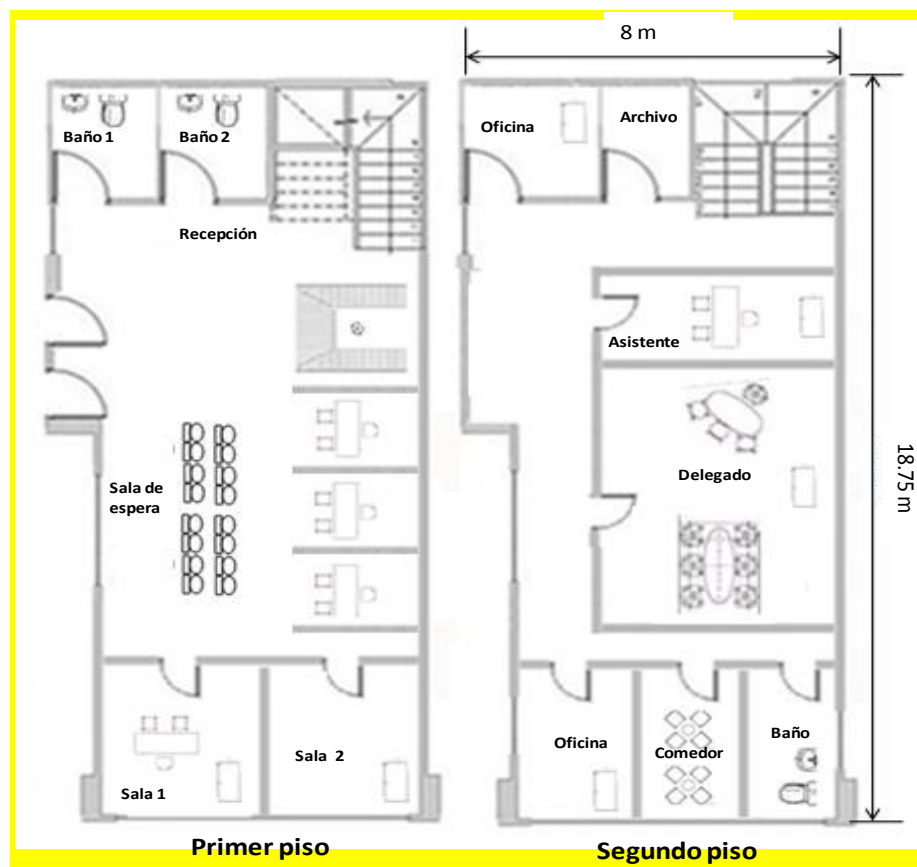 8 m
Baño 1
Baño 2
Oficina
Archivo
Recepción
Asistente
Delegado
18.75 m
Sala de
espera
Sala 1
Sala 2
Oficina
Comedor
Baño
Primer piso
Segundo piso